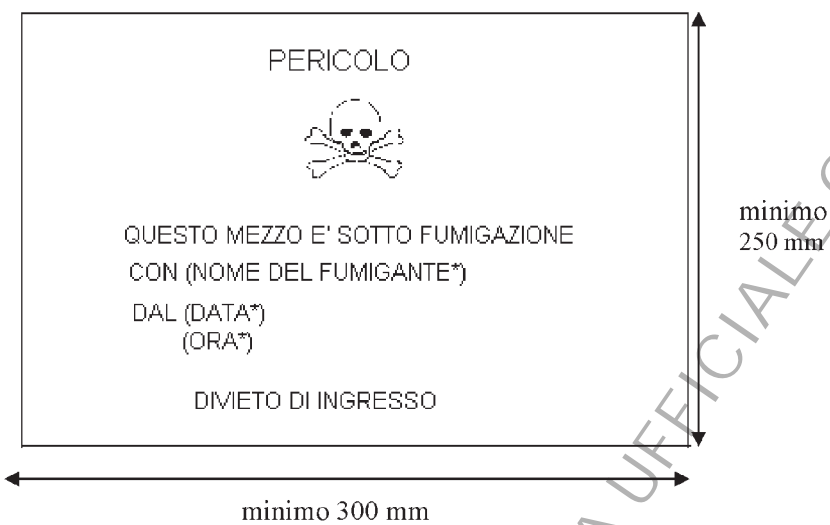 PERICOLO
QUESTO MEZZO E' SOTTO FUMIGAZIONE
CON (NOME DEL FUMIGANTE*)
DAL (DATA*)
(ORA*)
DIVIETO DI INGRESSO
minimo
250 mm
minimo 300 mm
UFFICIALE